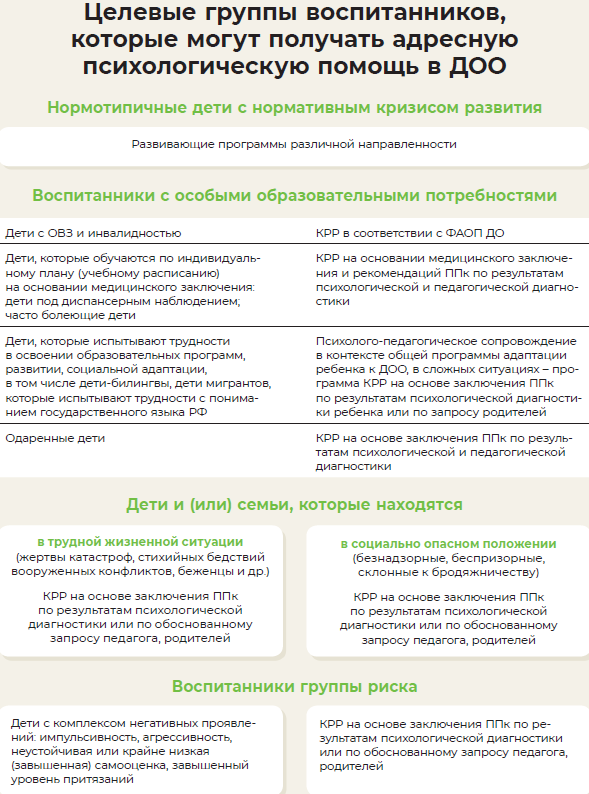 Целевые группы воспитанников,
которые могут получать адресную
психологическую помощь в ДОО
Нормотипичные дети с нормативным кризисом развития
Развивающие программы различной направленности
Воспитанники с особыми образовательными потребностями
Дети с ОВЗ и инвалидностью
КРР в соответствии с ФАОП ДО
Дети, которые обучаются по индивидуаль-
ному плану (учебному расписанию)
на основании медицинского заключения:
дети под диспансерным наблюдением;
часто болеющие дети
КРР на основании медицинского заключе-
ния и рекомендаций ППк по результатам
психологической и педагогической диагно-
стики
Дети, которые испытывают трудности
в освоении образовательных программ,
развитии, социальной адаптации,
в том числе дети-билингвы, дети мигрантов,
которые испытывают трудности с понима-
нием государственного языка РФ
Психолого-педагогическое сопровождение
в контексте общей программы адаптации
ребенка к ДОО, в сложных ситуациях – про-
грамма КРР на основе заключения ППк
по результатам психологической диагности-
ки ребенка или по запросу родителей
Одаренные дети
КРР на основе заключения ППк по резуль-
татам психологической и педагогической
диагностики
Дети и (или) семьи, которые находятся
в трудной жизненной ситуации
(жертвы катастроф, стихийных бедствий
вооруженных конфликтов, беженцы и др.)
КРР на основе заключения ППк
по результатам психологической
диагностики или по обоснованному
запросу педагога, родителей
в социально опасном положении
(безнадзорные, беспризорные,
склонные к бродяжничеству)
КРР на основе заключения ППк
по результатам психологической
диагностики или по обоснованному
запросу педагога, родителей
Воспитанники группы риска
Дети с комплексом негативных проявле-
ний: импульсивность, агрессивность,
неустойчивая или крайне низкая
(завышенная) самооценка, завышенный
уровень притязаний
КРР на основе заключения ППк по ре-
зультатам психологической диагностики
или по обоснованному запросу педагога,
родителей